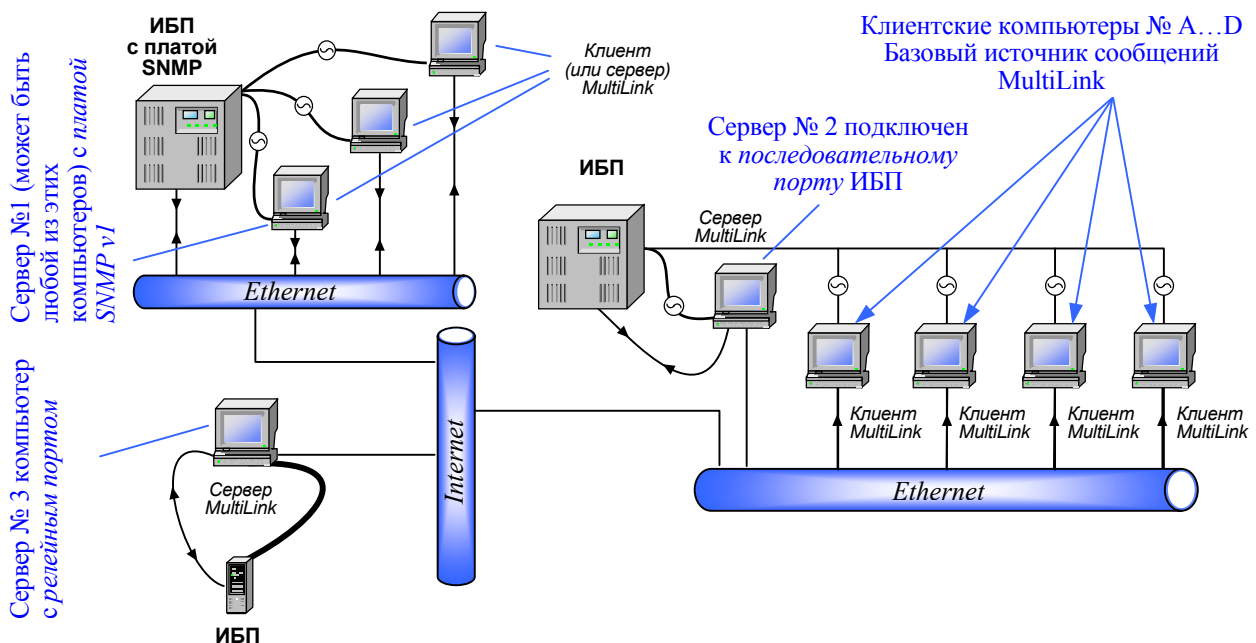 ИБП
с платой
SNMP
Клиент
(или сервер)
MultiLink
Клиентские компьютеры № A…D
Базовый источник сообщений
MultiLink
Сервер №1 (может быть
любой из этих
компьютеров) с платой
SNMP v1
Сервер № 2 подключен
к последовательному
порту ИБП
ИБП
Сервер
MultiLink
Ethernet
Клиент
MultiLink
Клиент
MultiLink
Клиент
MultiLink
Клиент
MultiLink
Ethernet
Internet
Сервер № 3 компьютер
с релейным портом
Сервер
MultiLink
ИБП